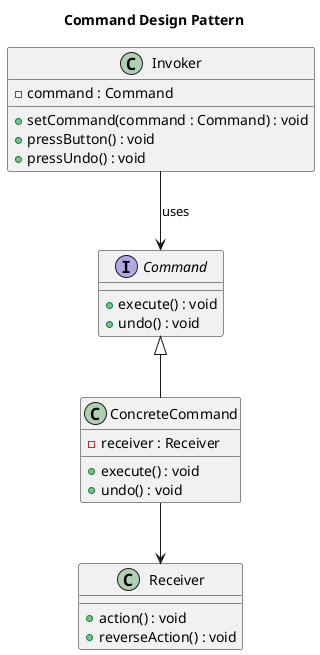 Command Design Pattern
C Invoker
command : Command
setCommand(command : Command) : void
pressButton() : void
pressUndo() : void
uses
I Command
execute() : void
undo() : void
C ConcreteCommand
receiver : Receiver
execute() : void
undo() : void
C Receiver
action() : void
reverseAction() : void